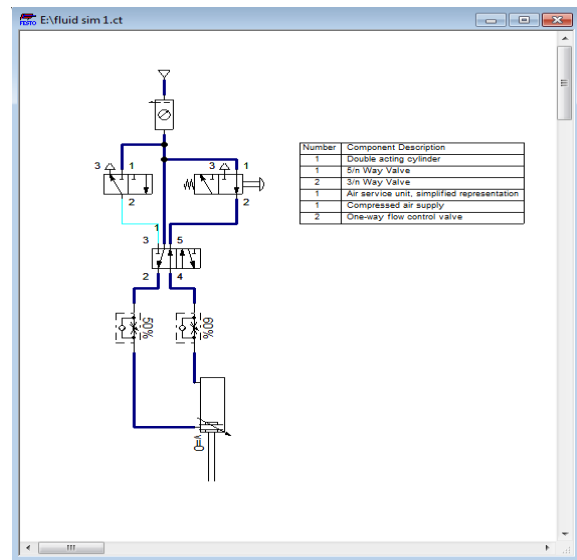 FESTO E:\fluid sim 1.ct
3 1
2
3 1
2
1
3 5
2 4
50%
60%
v=0
Number Component Description
1 Double acting cylinder
1 5/n Way Valve
2 3/n Way Valve
1 Air service unit, simplified representation
1 Compressed air supply
2 One-way flow control valve